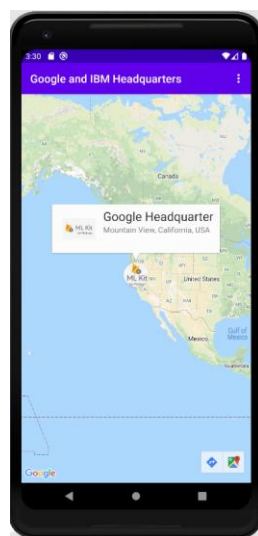 3:30
Google and IBM Headquarters
Canada
Google Headquarter
Mountain View, California, USA
ML Kit
ML Kit
United States
Gulf of
Mexico
Mexico
Guatemala
Google